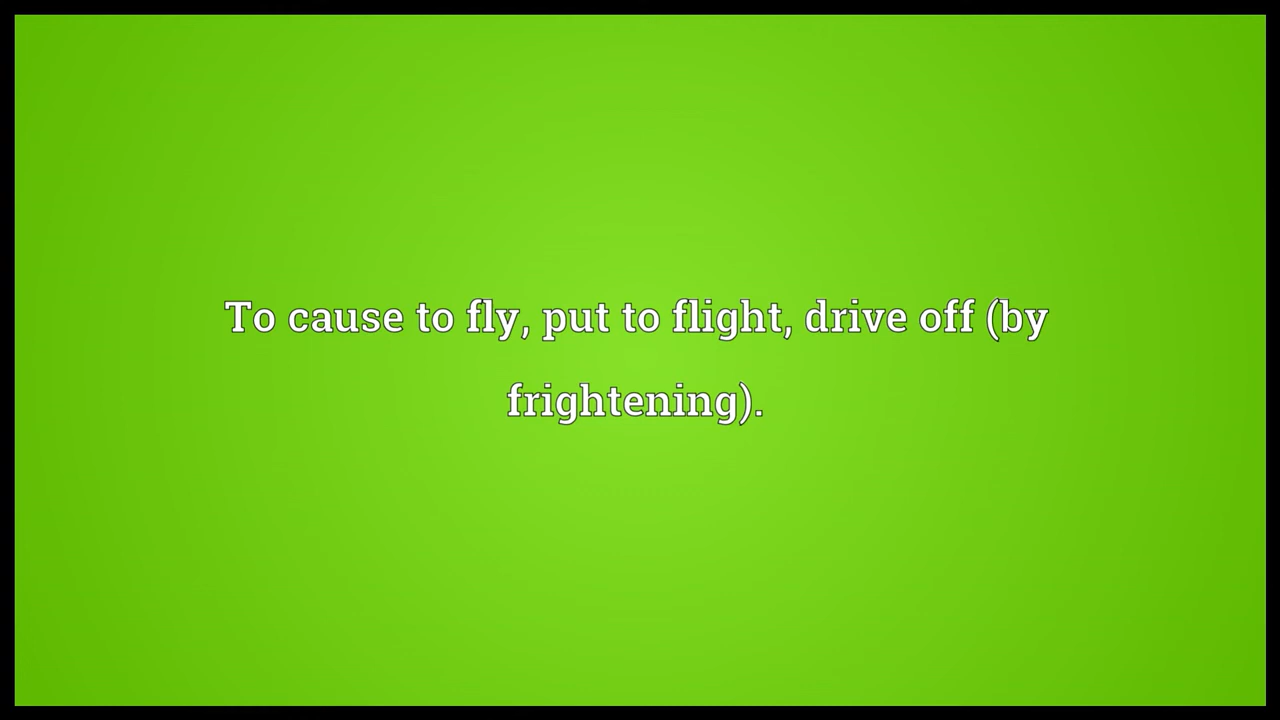 To cause to fly, put to flight, drive off (by
frightening).